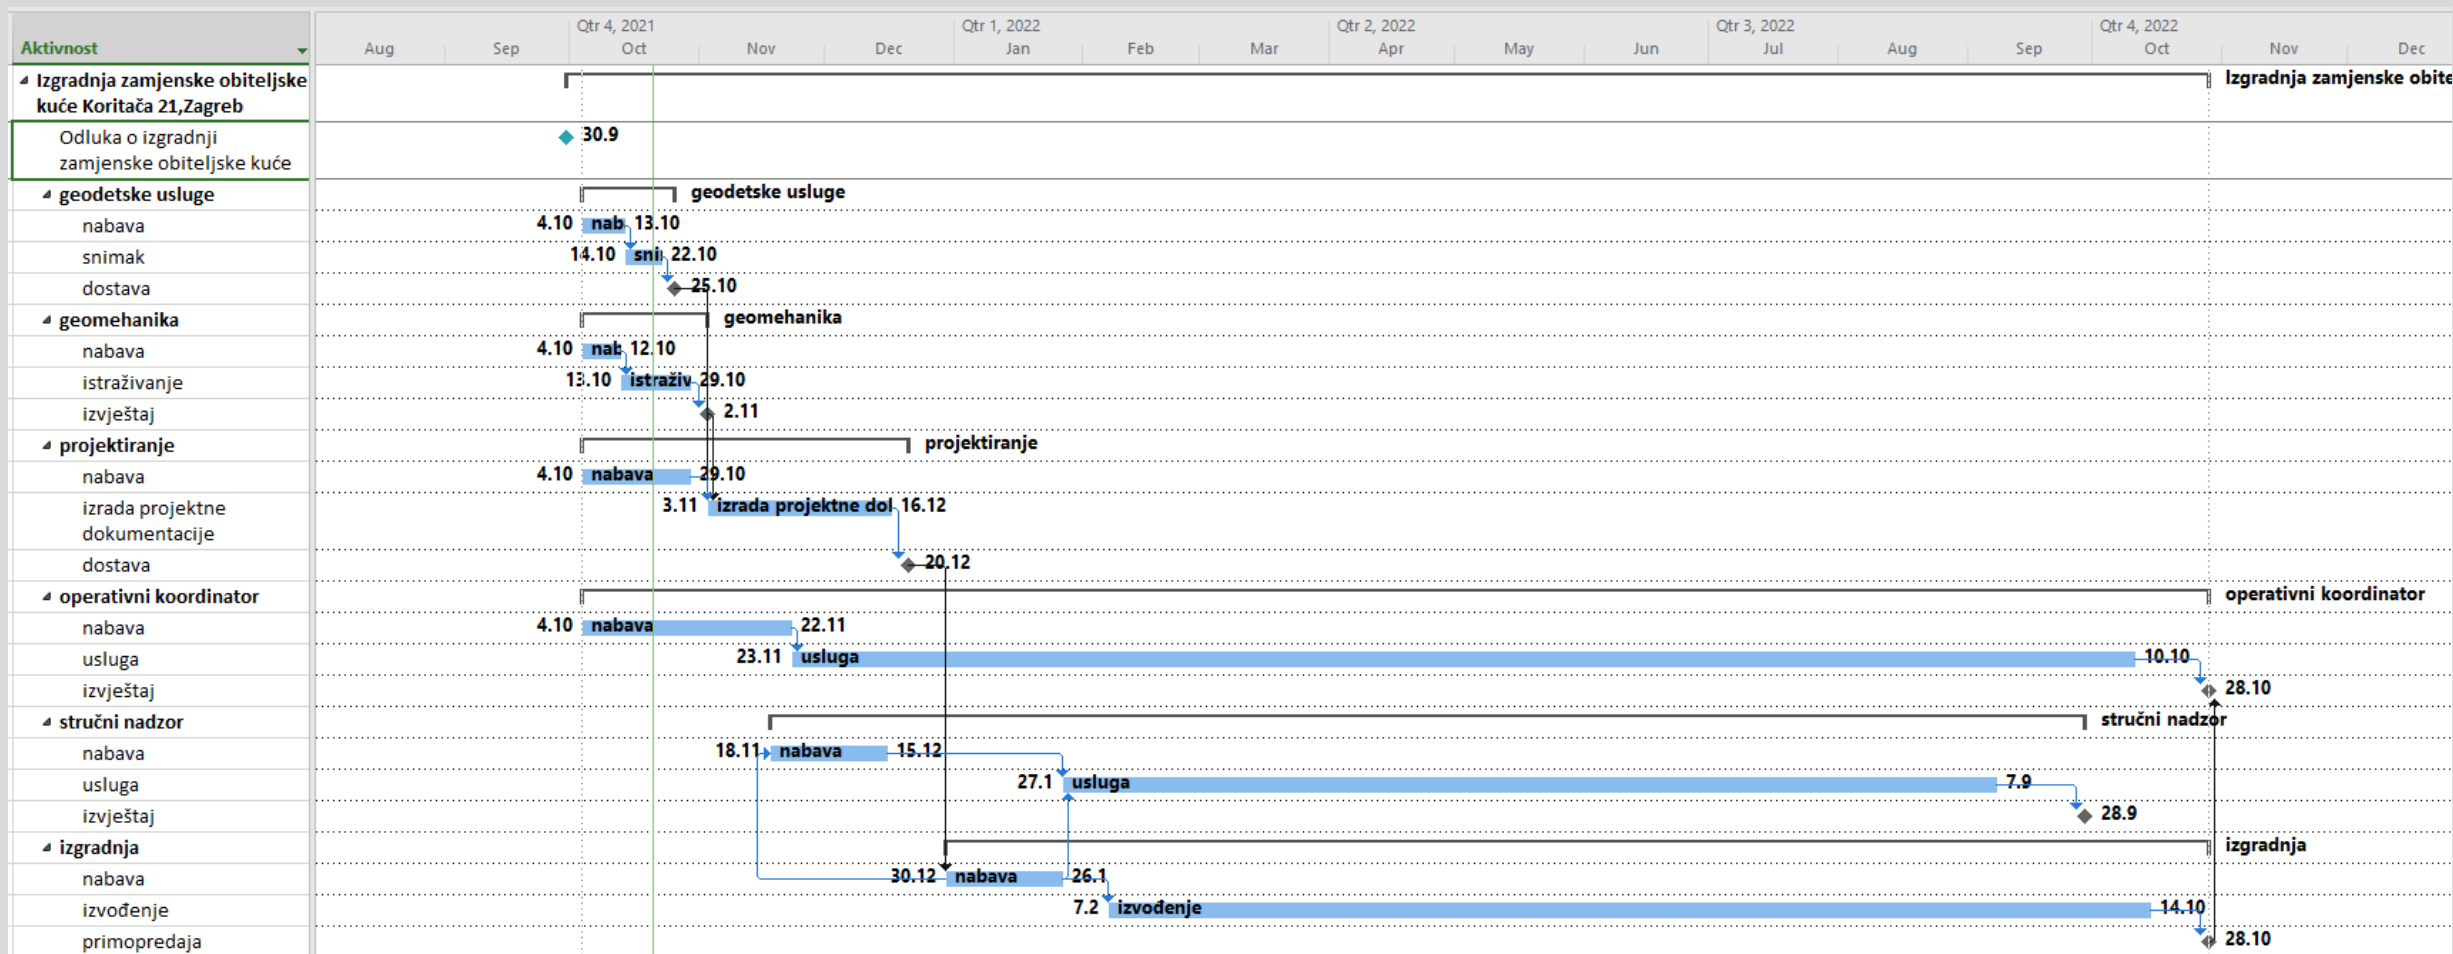 Qtr 4, 2021 Qtr 1, 2022 Qtr 2, 2022 Qtr 3, 2022 Qtr 4, 2022
Aktivnost Aug Sep Oct Nov Dec Jan Feb Mar Apr May Jun Jul Aug Sep Oct Nov Dec
Izgradnja zamjenske obiteljske Izgradnja zamjenske obite
kuće Koritača 21,Zagreb
Odluka o izgradnji 30.9
zamjenske obiteljske kuće
geodetske usluge geodetske usluge
nabava 4.10 nab 13.10
snimak 14.10 sni 22.10
dostava 25.10
geomehanika geomehanika
nabava 4.10 nab 12.10
istraživanje 13.10 istraživ 29.10
izvještaj 2.11
projektiranje projektiranje
nabava 4.10 nabava 29.10
izrada projektne 3.11 izrada projektne dol 16.12
dokumentacije
dostava 20.12
operativni koordinator operativni koordinator
nabava 4.10 nabava 22.11
usluga 23.11 usluga 10.10
izvještaj 28.10
stručni nadzor stručni nadzor
nabava 18.11 nabava 15.12
usluga 27.1 usluga 7.9
izvještaj 28.9
izgradnja izgradnja
nabava 30.12 nabava 26.1
izvođenje 7.2 izvođenje 14.10
primopredaja 28.10